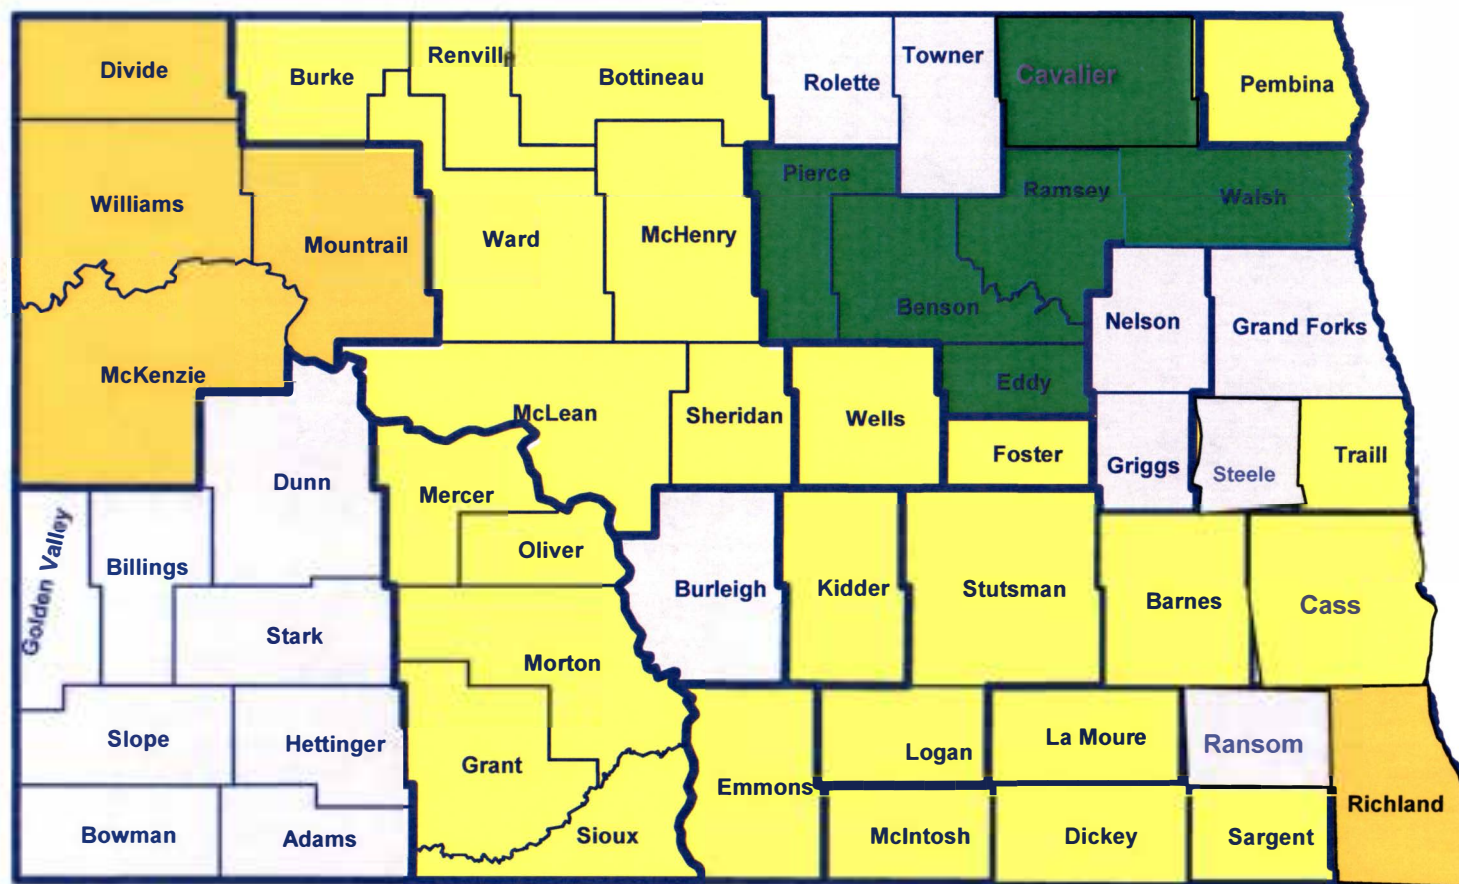 Divide
Burke
Renville
Bottineau
Rolette
Towner
Cavalier
Pembina
Williams
Mountrail
Ward
McHenry
Pierce
Ramsey
Walsh
Benson
Nelson
Grand Forks
McKenzie
McLean
Sheridan
Wells
Eddy
Foster
Griggs
Steele
Traill
Dunn
Mercer
Oliver
Golden Valley
Billings
Burleigh
Kidder
Stutsman
Barnes
Cass
Stark
Morton
Slope
Hettinger
Grant
Emmons
Logan
La Moure
Ransom
Richland
Bowman
Adams
Sioux
McIntosh
Dickey
Sargent